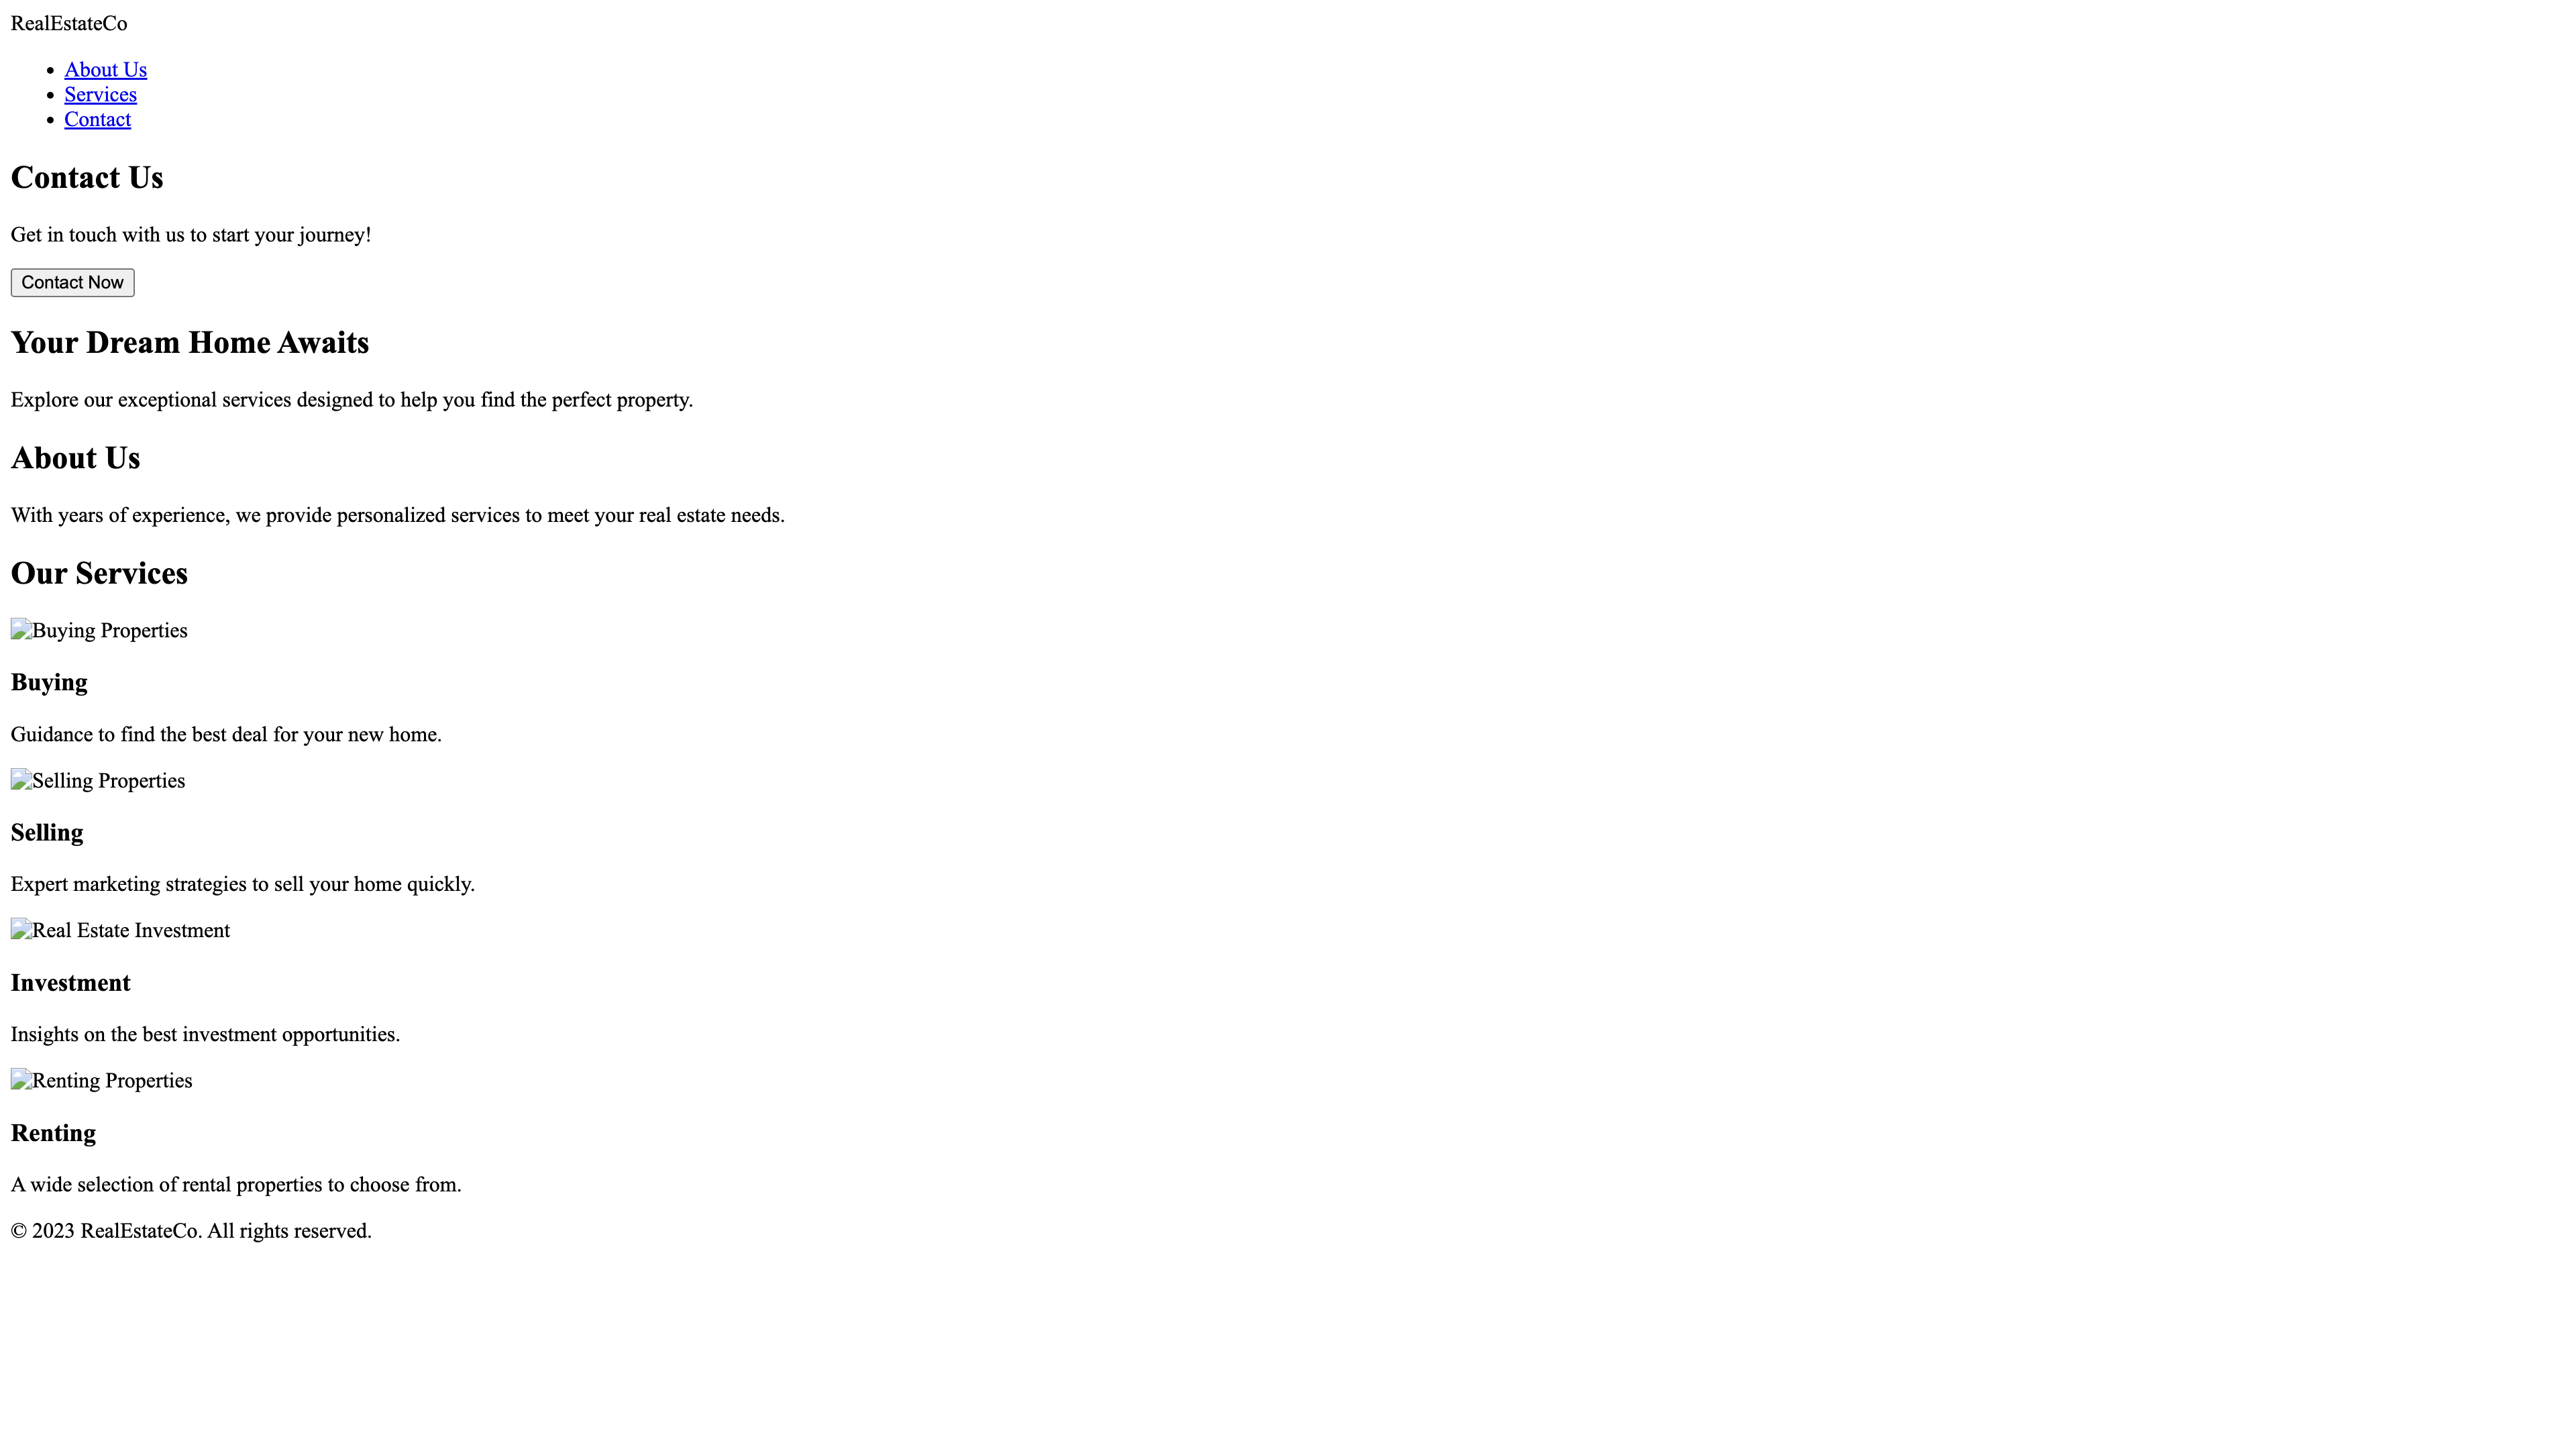 RealEstateCo
About Us
Services
Contact
Contact Us
Get in touch with us to start your journey!
Contact Now
Your Dream Home Awaits
Explore our exceptional services designed to help you find the perfect property.
About Us
With years of experience, we provide personalized services to meet your real estate needs.
Our Services
Buying Properties
Buying
Guidance to find the best deal for your new home.
Selling Properties
Selling
Expert marketing strategies to sell your home quickly.
Real Estate Investment
Investment
Insights on the best investment opportunities.
Renting Properties
Renting
A wide selection of rental properties to choose from.
© 2023 RealEstateCo. All rights reserved.